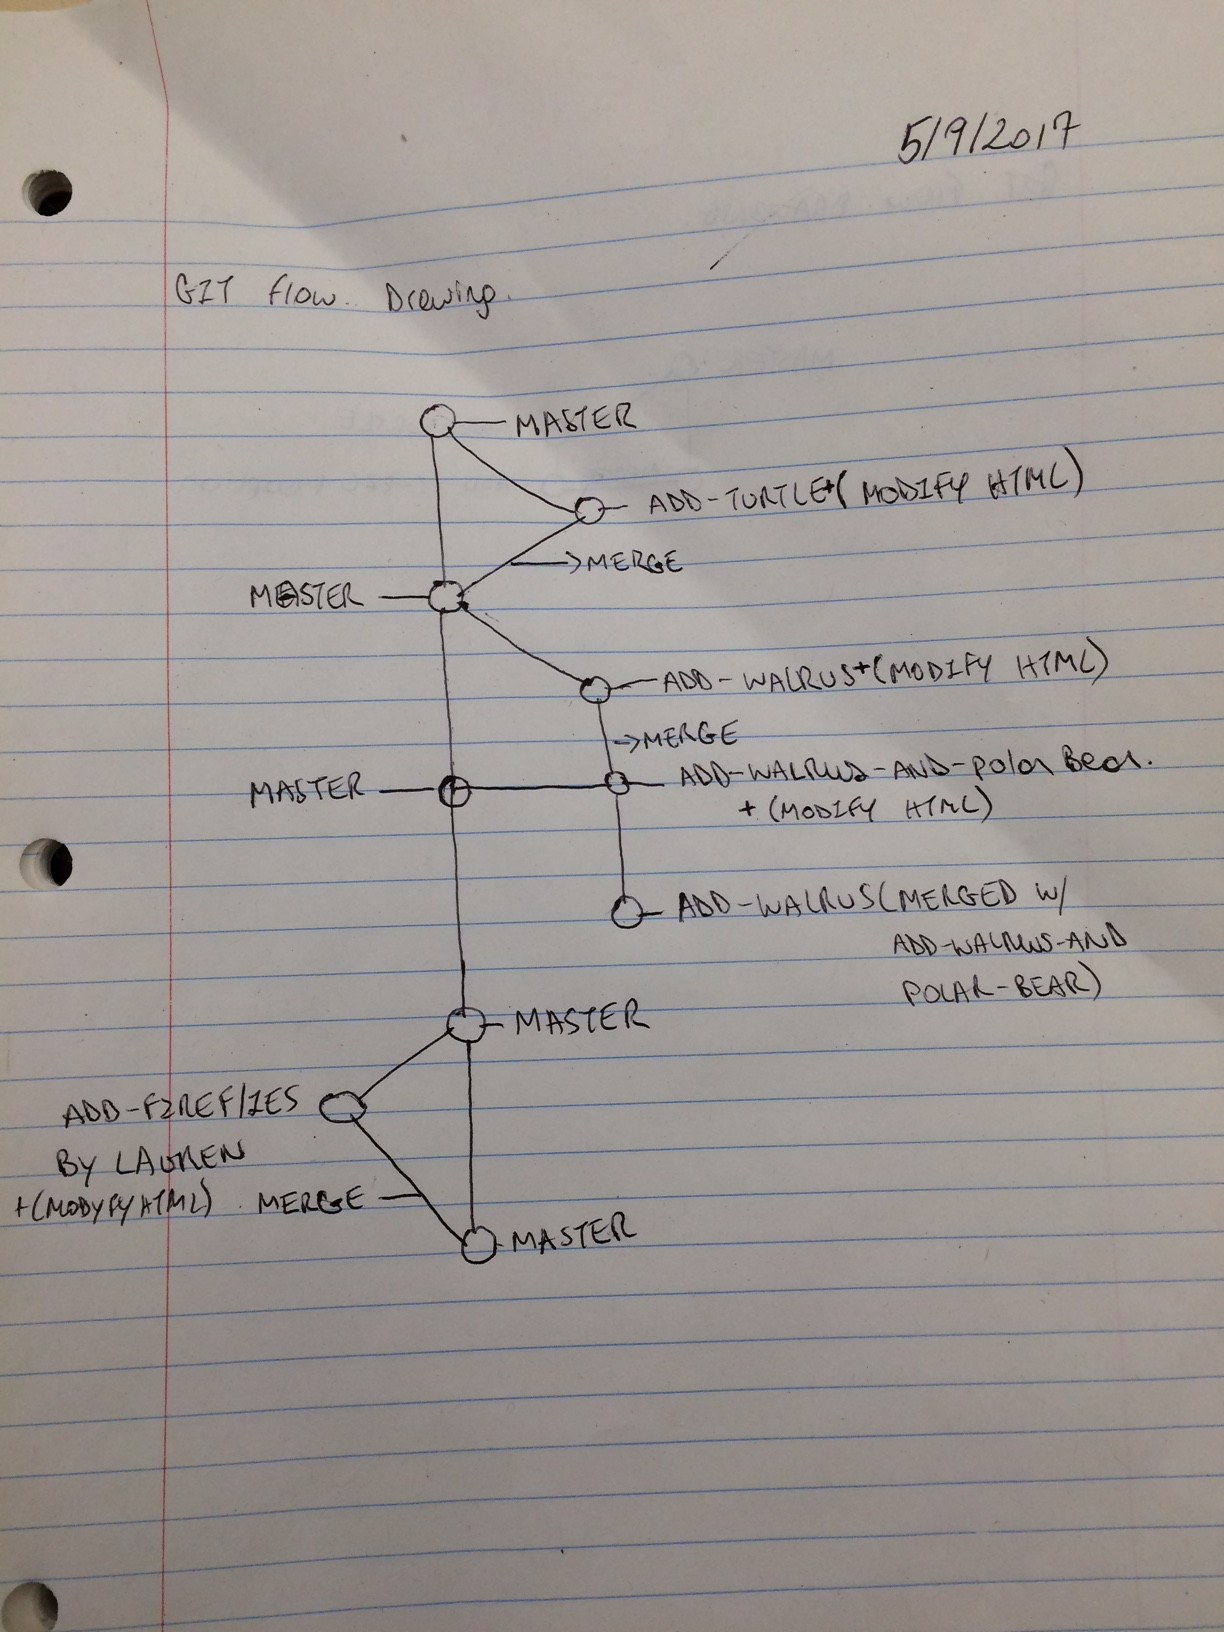 5/9/2017
GIT Flow. Drawing.
MASTER
ADD-TURTLE+(MODIFY HTML)
→MERGE
MASTER
ADD-WALRUS+(MODIFY HTML)
→MERGE
MASTER
ADD-WALRUS-AND-Polar Bear.
+ (MODIFY HTML)
ADD-WALRUS(MERGED W/
ADD-WALRUS-AND
POLAR-BEAR)
MASTER
ADD-FIREFlIES
BY LAUREN
+(MODYFY HTML)
MERGE
MASTER